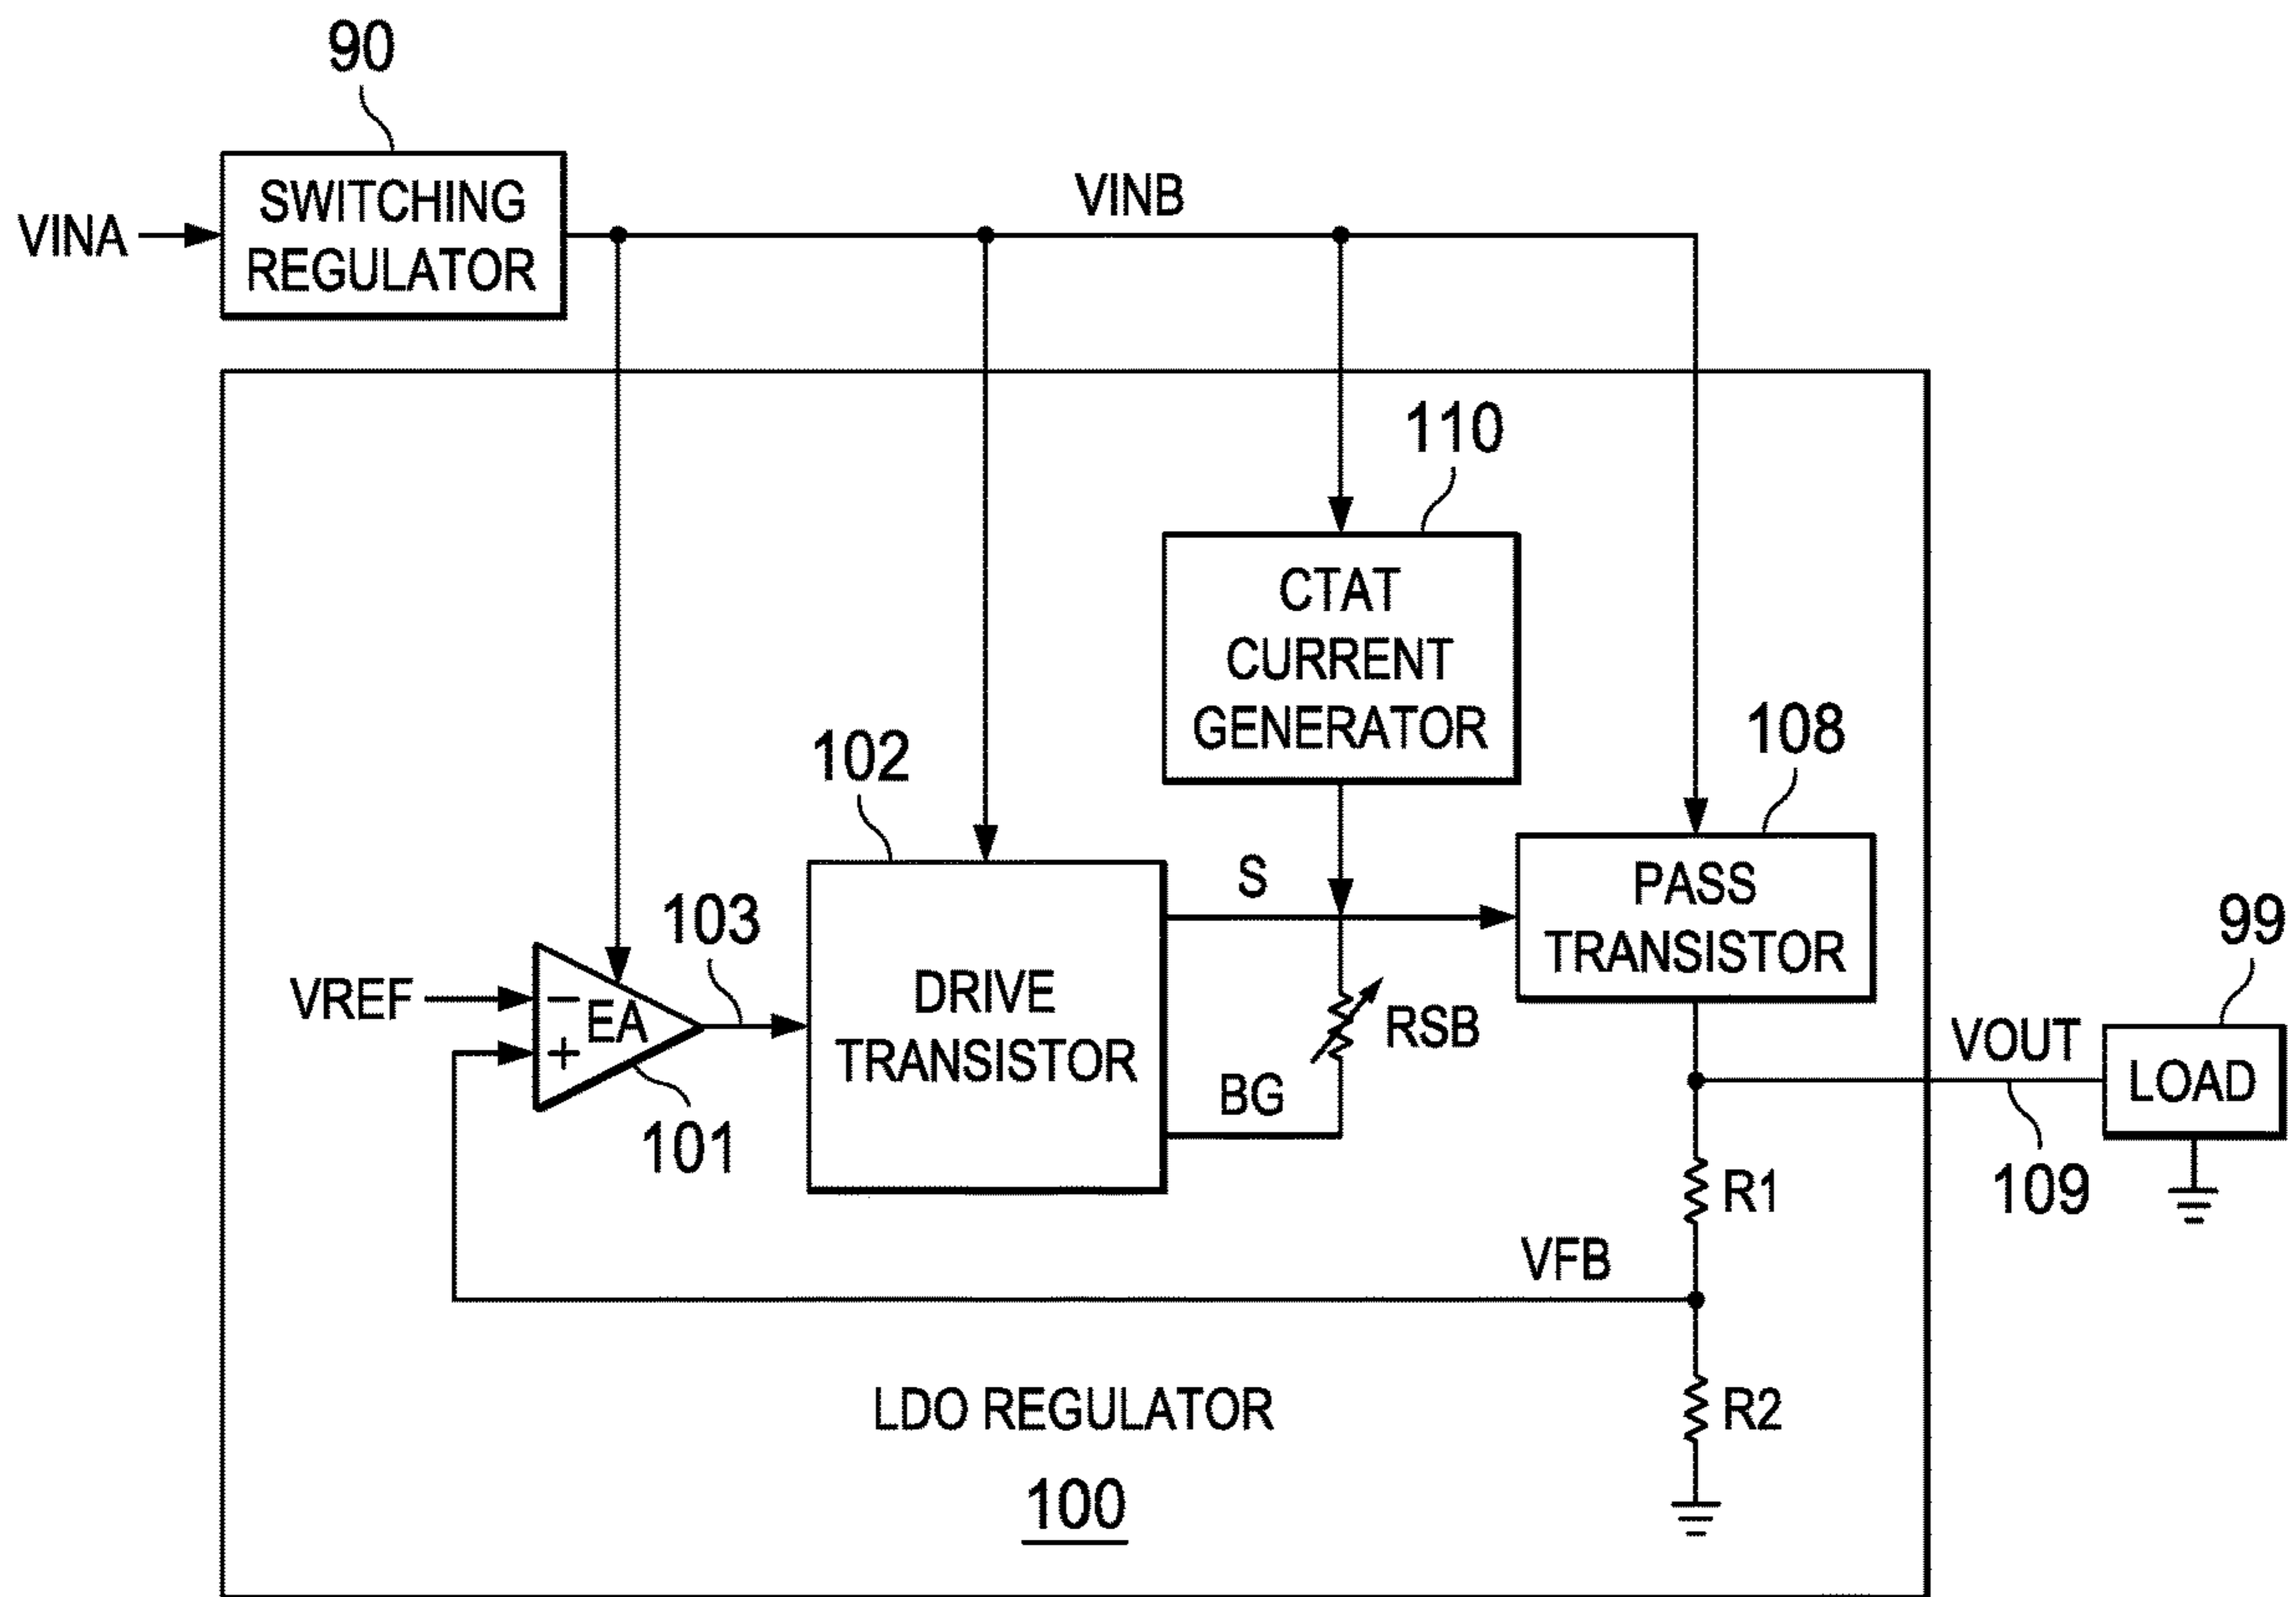 90
SWITCHING
REGULATOR
VINA
VINB
110
CTAT
CURRENT
GENERATOR
108
PASS
TRANSISTOR
102
DRIVE
TRANSISTOR
S
BG
RSB
103
VREF
−
EA
+
101
99
VOUT
LOAD
109
R1
VFB
R2
LDO REGULATOR
100